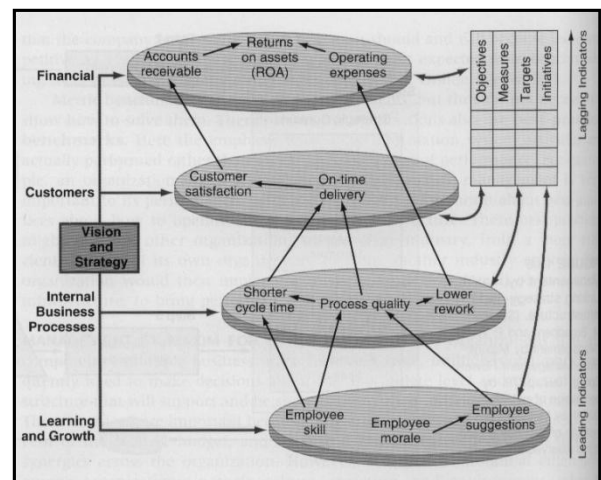 Financial
Accounts
receivable
Returns
on assets
(ROA)
Operating
expenses
Objectives
Measures
Targets
Initiatives
Lagging Indicators
Customers
Customer
satisfaction
On-time
delivery
Vision
and
Strategy
Internal
Business
Processes
Shorter
cycle time
Process quality
Lower
rework
Learning
and Growth
Employee
skill
Employee
morale
Employee
suggestions
Leading Indicators